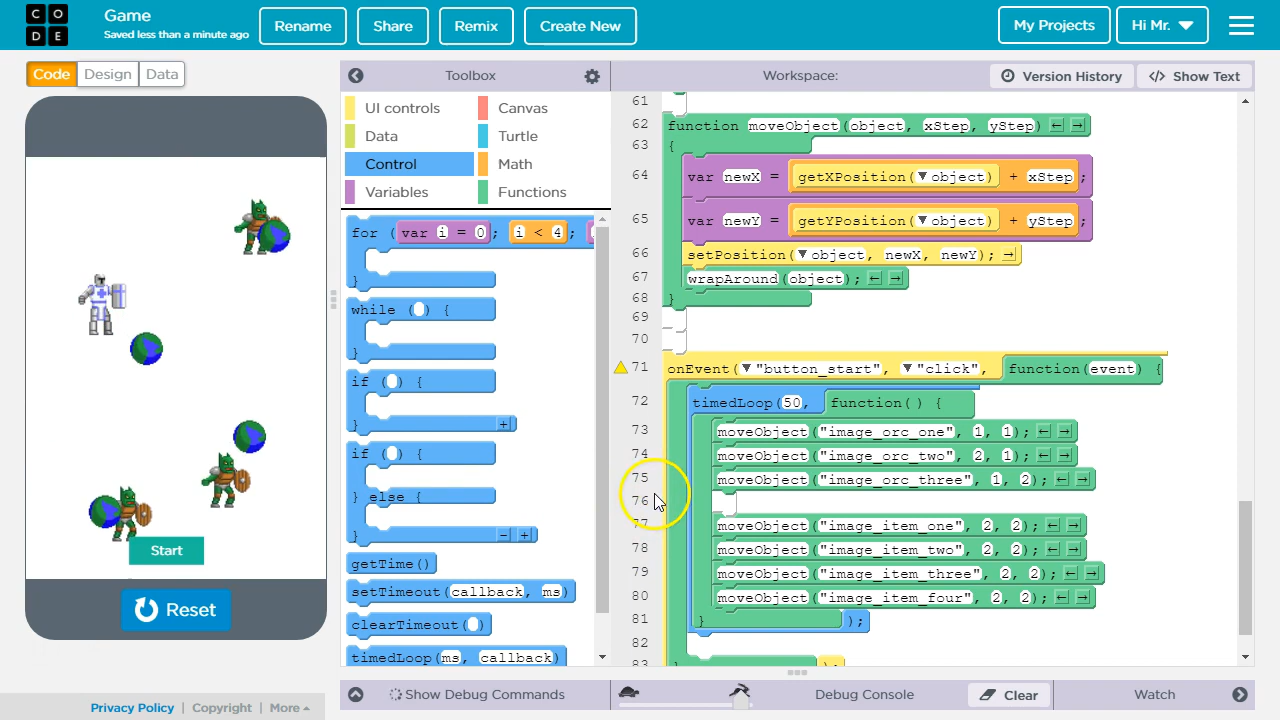 C O
D E
Game
Saved less than a minute ago
Rename
Share
Remix
Create New
My Projects
Hi Mr.
Code
Design
Data
Toolbox
Workspace:
Version History
</> Show Text
UI controls
Canvas
Data
Turtle
Control
Math
Variables
Functions
for ( var i = 0 ; i < 4 ;
}
while ( ) {
}
if ( ) {
} +
if ( ) {
} else {
} - +
getTime()
setTimeout(callback, ms)
clearTimeout( )
timedLoop(ms, callback)
61
62 function moveObject(object, xStep, yStep) ← →
63 {
64 var newX = getXPosition(▼object) + xStep ;
65 var newY = getYPosition(▼object) + yStep ;
66 setPosition(▼object, newX, newY); →
67 wrapAround(object); ← →
68 }
69
70
71 onEvent(▼"button_start", ▼"click", function(event) {
72 timedLoop(50, function( ) {
73 moveObject("image_orc_one", 1, 1); ← →
74 moveObject("image_orc_two", 2, 1); ← →
75 moveObject("image_orc_three", 1, 2); ← →
76
77 moveObject("image_item_one", 2, 2); ← →
78 moveObject("image_item_two", 2, 2); ← →
79 moveObject("image_item_three", 2, 2); ← →
80 moveObject("image_item_four", 2, 2); ← →
81 } );
82
83 } );
Start
Reset
Show Debug Commands
Debug Console
Clear
Watch
Privacy Policy | Copyright | More